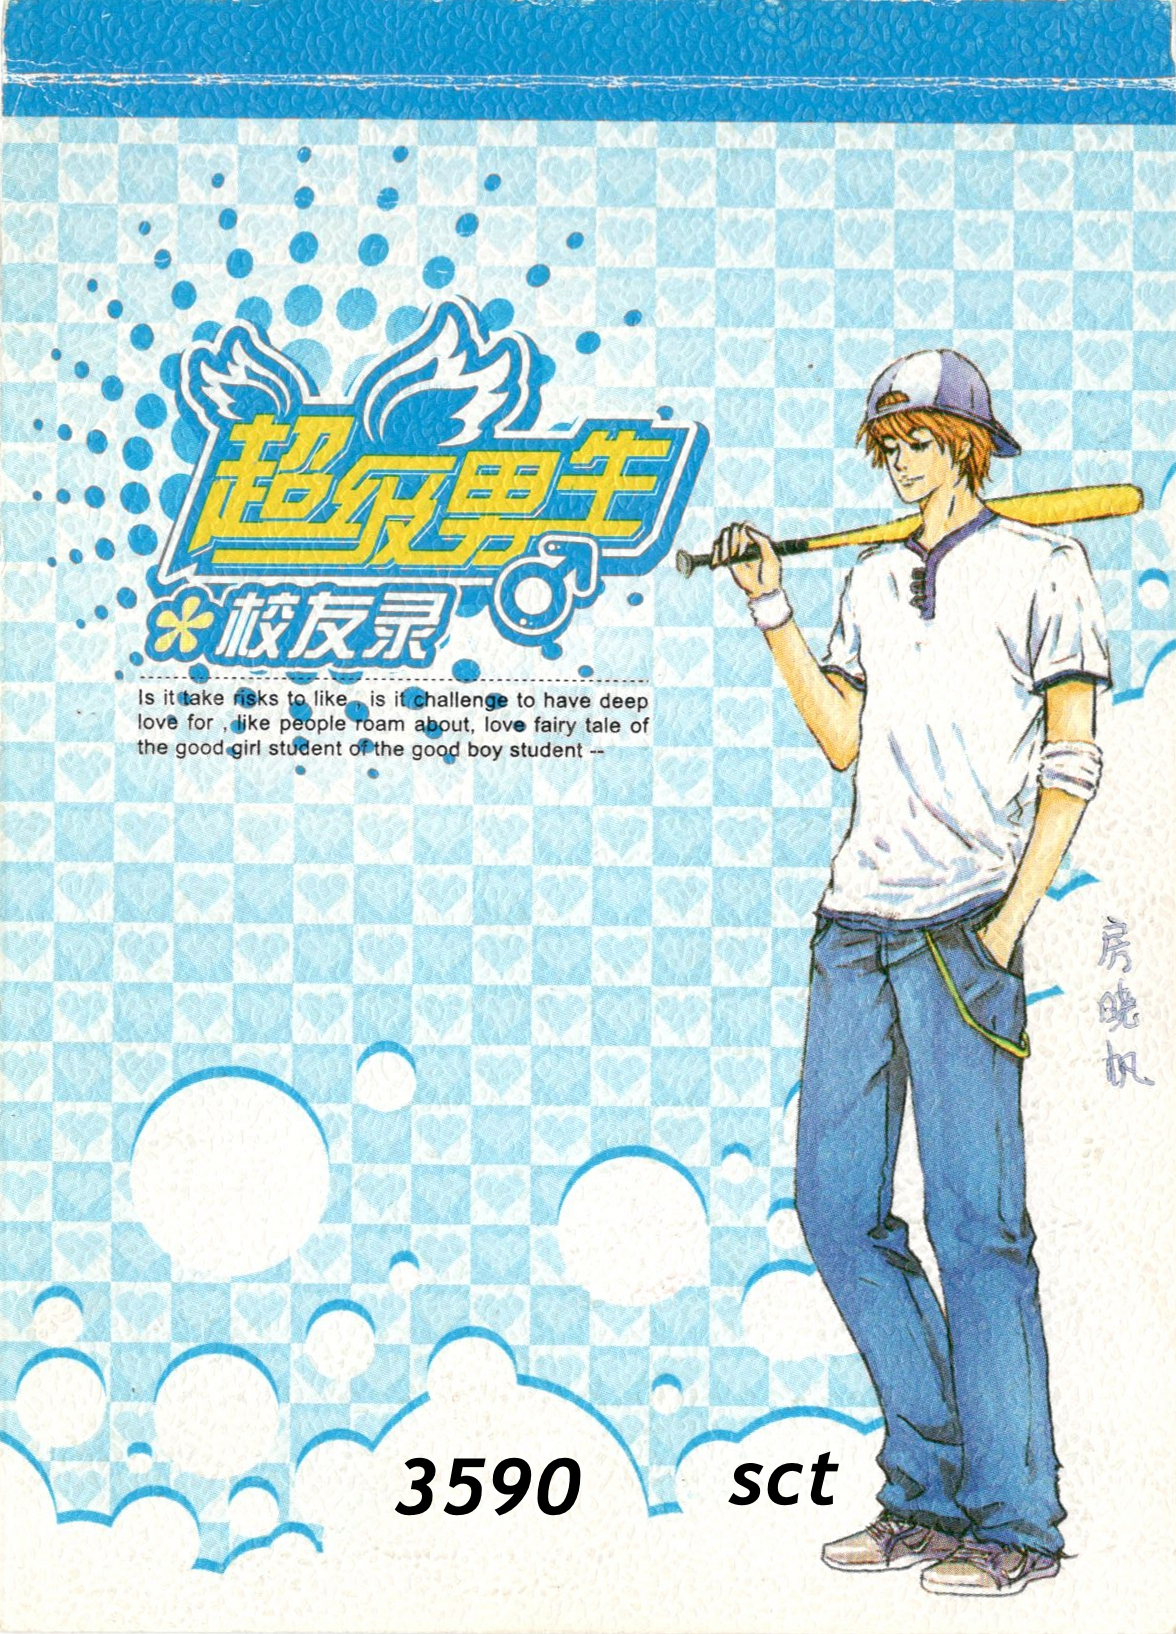 超级男生
校友录
Is it take risks to like , is it challenge to have deep
love for , like people roam about, love fairy tale of
the good girl student of the good boy student --
房晓帆
3590
sct